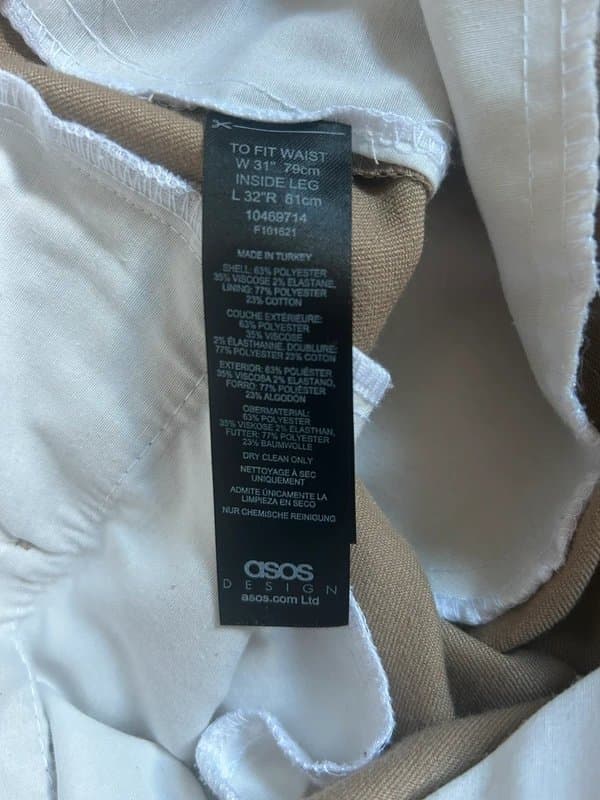 TO FIT WAIST
W 31" 79cm
INSIDE LEG
L 32"R 81cm
10469714
F101621
MADE IN TURKEY
SHELL: 63% POLYESTER
35% VISCOSE 2% ELASTANE,
LINING: 77% POLYESTER
23% COTTON
COUCHE EXTÉRIEURE:
63% POLYESTER
35% VISCOSE
2% ÉLASTHANNE, DOUBLURE:
77% POLYESTER 23% COTON
EXTERIOR: 63% POLIÉSTER
35% VISCOSA 2% ELASTANO,
FORRO: 77% POLIÉSTER
23% ALGODÓN
OBERMATERIAL:
63% POLYESTER
35% VISKOSE 2% ELASTHAN,
FUTTER: 77% POLYESTER
23% BAUMWOLLE
DRY CLEAN ONLY
NETTOYAGE À SEC
UNIQUEMENT
ADMITE ÚNICAMENTE LA
LIMPIEZA EN SECO
NUR CHEMISCHE REINIGUNG
asos
DESIGN
asos.com Ltd